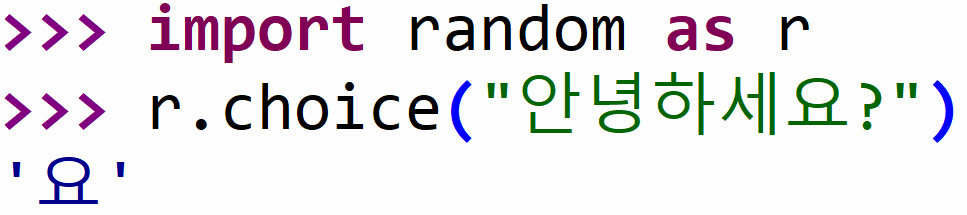 >>> import random as r
>>> r.choice("안녕하세요?")
'요'